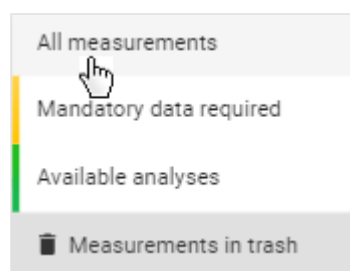 All measurements
Mandatory data required
Available analyses
Measurements in trash